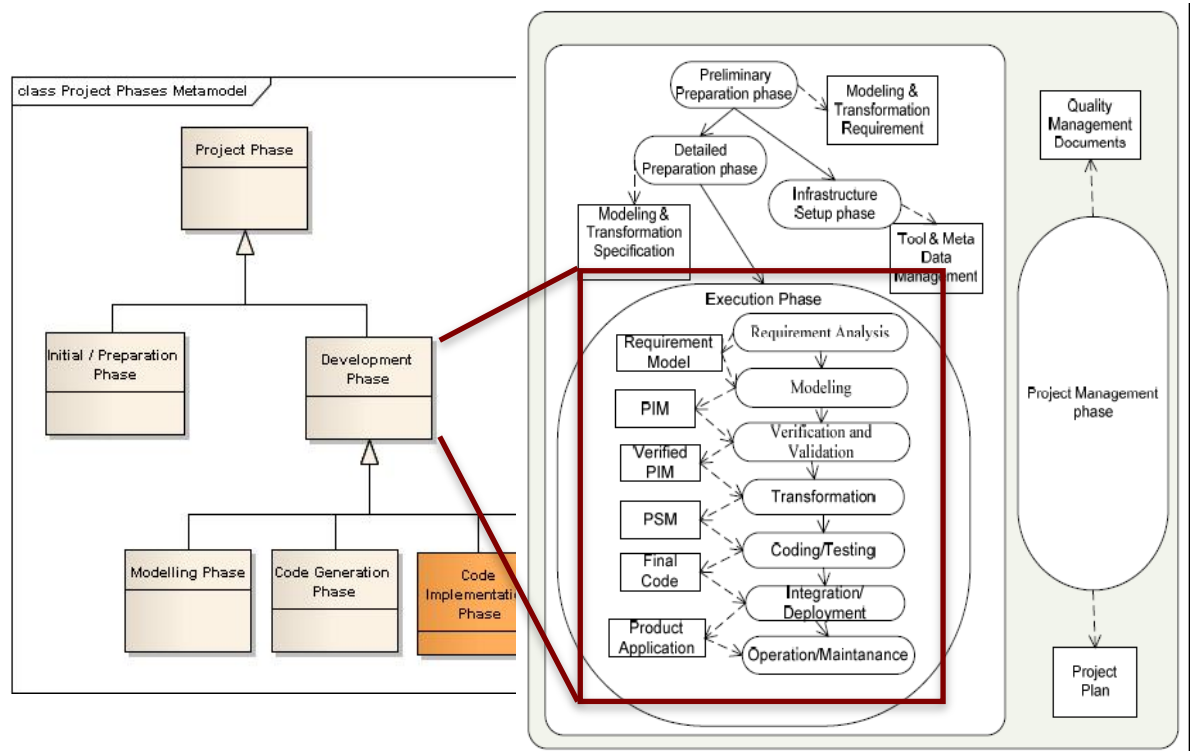 class Project Phases Metamodel
Project Phase
Initial / Preparation
Phase
Development
Phase
Modelling Phase
Code Generation
Phase
Code
Phase
Preliminary
Preparation phase
Modeling &
Transformation
Requirement
Detailed
Preparation phase
Infrastructure
Setup phase
Modeling &
Transformation
Specification
Tool & Meta
Data
Management
Execution Phase
Requirement Analysis
Requirement
Model
Modeling
PIM
Verification and
Validation
Verified
PIM
Transformation
PSM
Coding/Testing
Final
Code
Integration/
Deployment
Product
Application
Operation/Maintanance
Quality
Management
Documents
Project Management
phase
Project
Plan